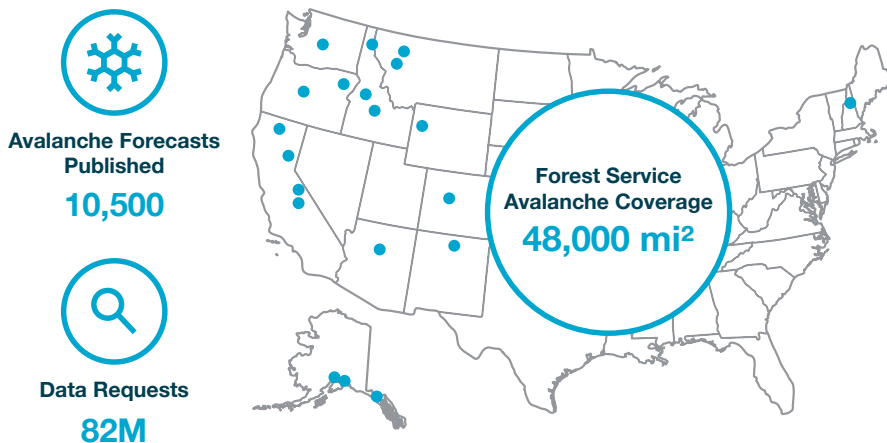 Avalanche Forecasts
Published
10,500
Data Requests
82M
Forest Service
Avalanche Coverage
48,000 mi²